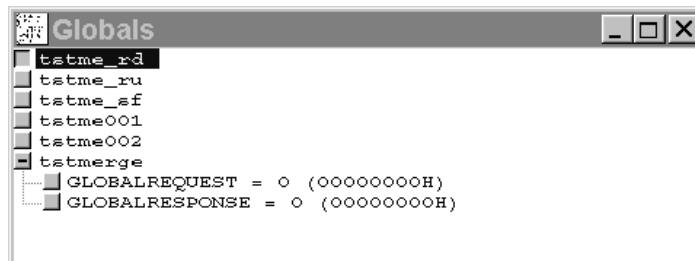 Globals
tstme_rd
tstme_ru
tstme_sf
tstme001
tstme002
tstmerge
GLOBALREQUEST = 0 (00000000H)
GLOBALRESPONSE = 0 (00000000H)